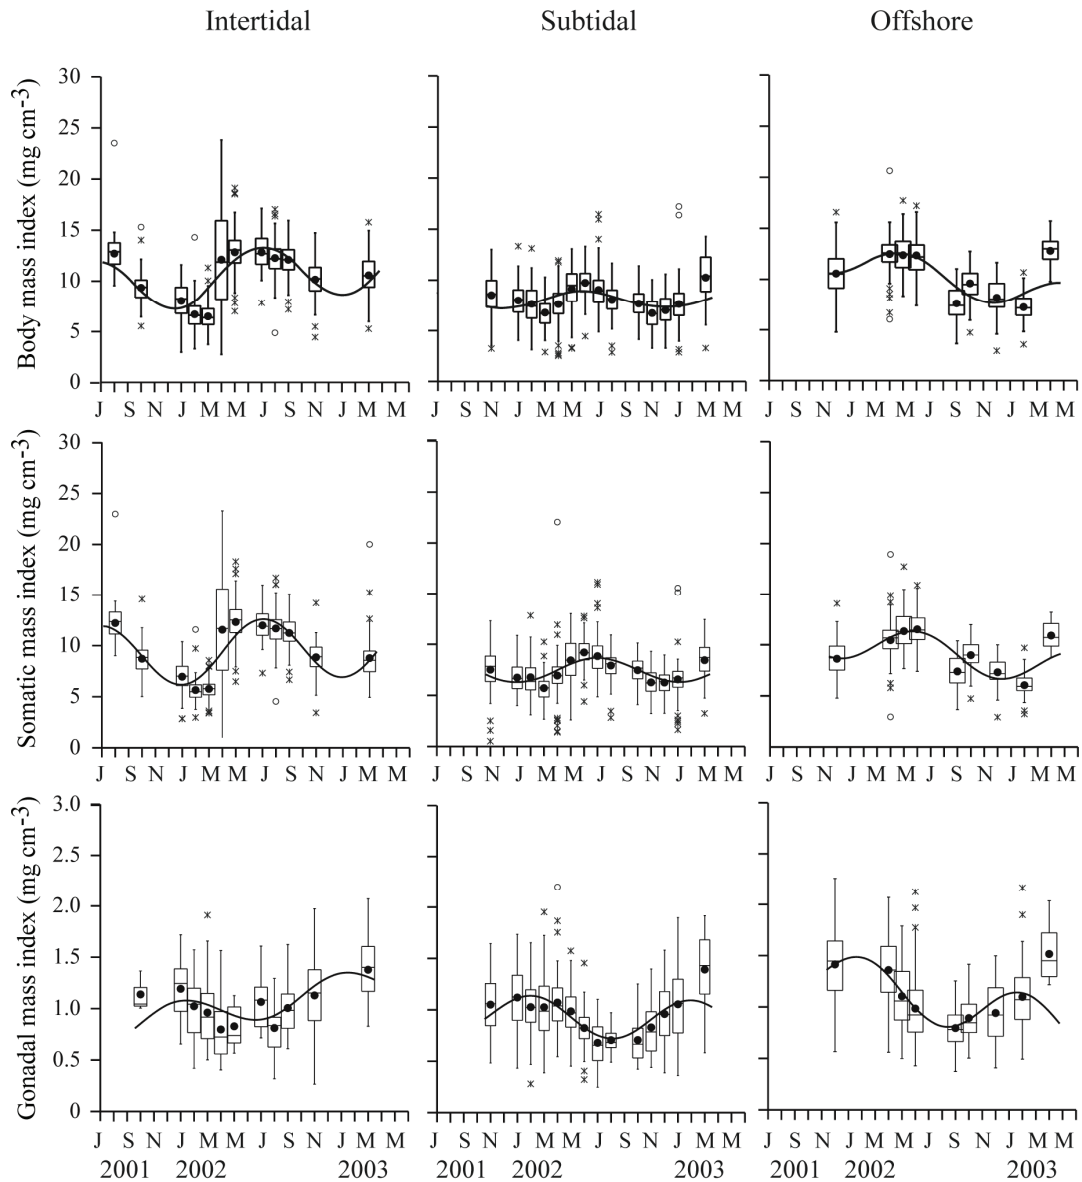 Intertidal Subtidal Offshore
Body mass index (mg cm-3)
30
25
20
15
10
5
0
J S N J M M J S N J M
J S N J M M J S N J M M
J S N J M M J S N J M M
Somatic mass index (mg cm-3)
30
25
20
15
10
5
0
J S N J M M J S N J M
J S N J M M J S N J M M
J S N J M M J S N J M M
Gonadal mass index (mg cm-3)
3.0
2.5
2.0
1.5
1.0
0.5
0
J S N J M M J S N J M M
J S N J M M J S N J M M
J S N J M M J S N J M M
2001 2002 2003 2001 2002 2003 2001 2002 2003